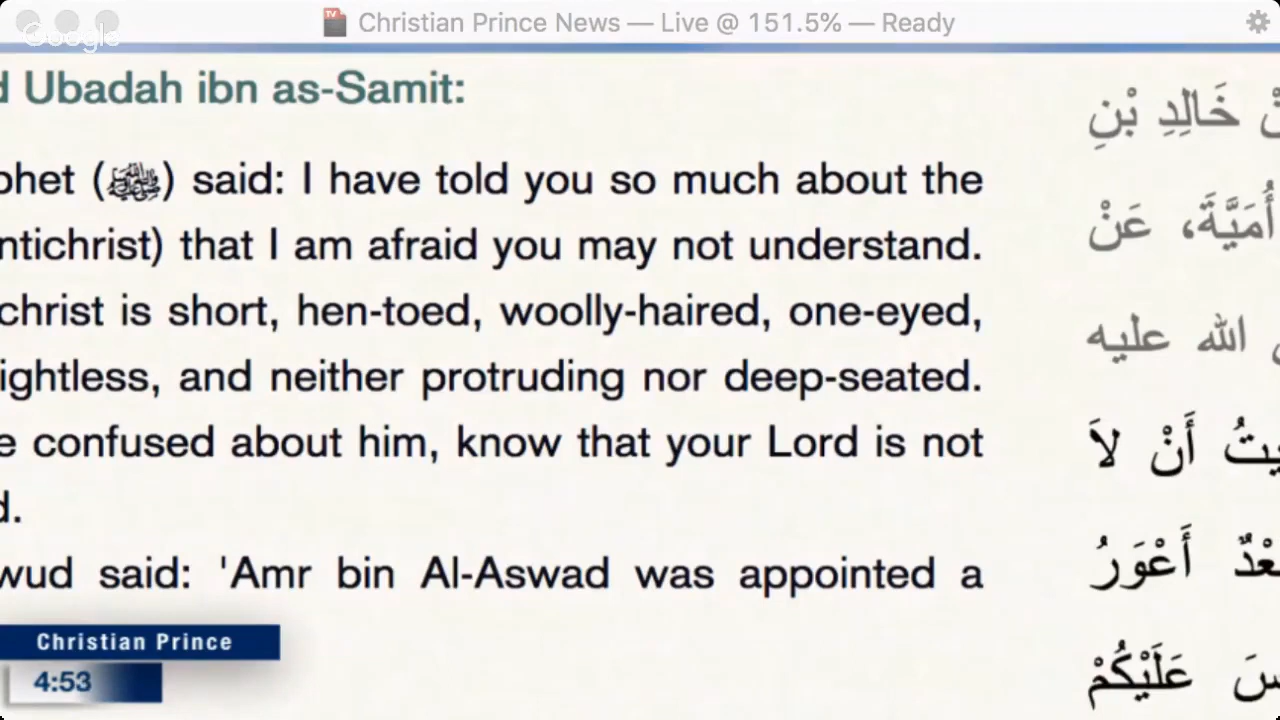 Google
Christian Prince News — Live @ 151.5% — Ready
d Ubadah ibn as-Samit:
phet (ﷺ) said: I have told you so much about the
ntichrist) that I am afraid you may not understand.
christ is short, hen-toed, woolly-haired, one-eyed,
ightless, and neither protruding nor deep-seated.
e confused about him, know that your Lord is not
d.
wud said: 'Amr bin Al-Aswad was appointed a
خَالِدِ بْنِ
أُمَيَّةَ، عَنْ
الله عليه
يتُ أَنْ لاَ
عْدٌ أَعْوَرُ
سَ عَلَيْكُمْ
Christian Prince
4:53